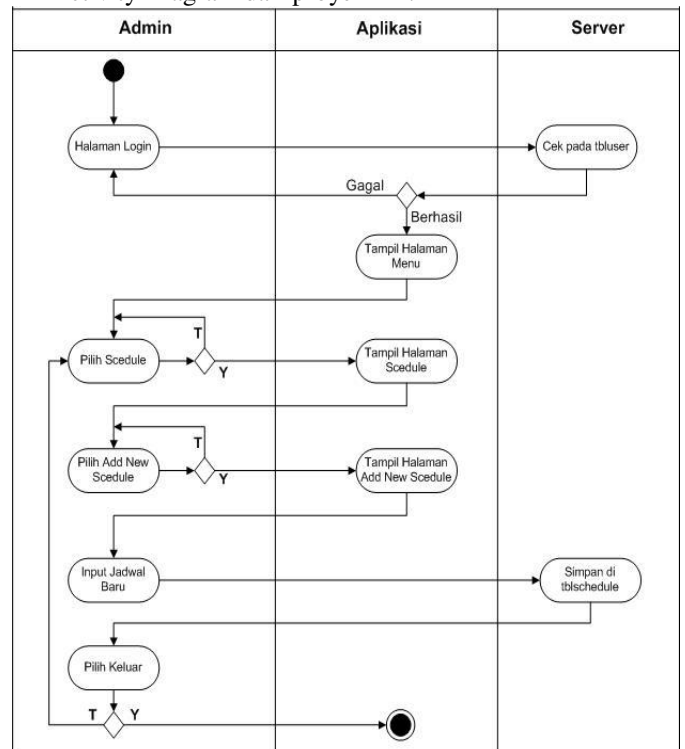 Admin
Aplikasi
Server
Halaman Login
Cek pada tbluser
Gagal
Berhasil
Tampil Halaman
Menu
T
Pilih Scedule
Y
Tampil Halaman
Scedule
T
Pilih Add New
Scedule
Y
Tampil Halaman
Add New Scedule
Input Jadwal
Baru
Simpan di
tblschedule
Pilih Keluar
T
Y